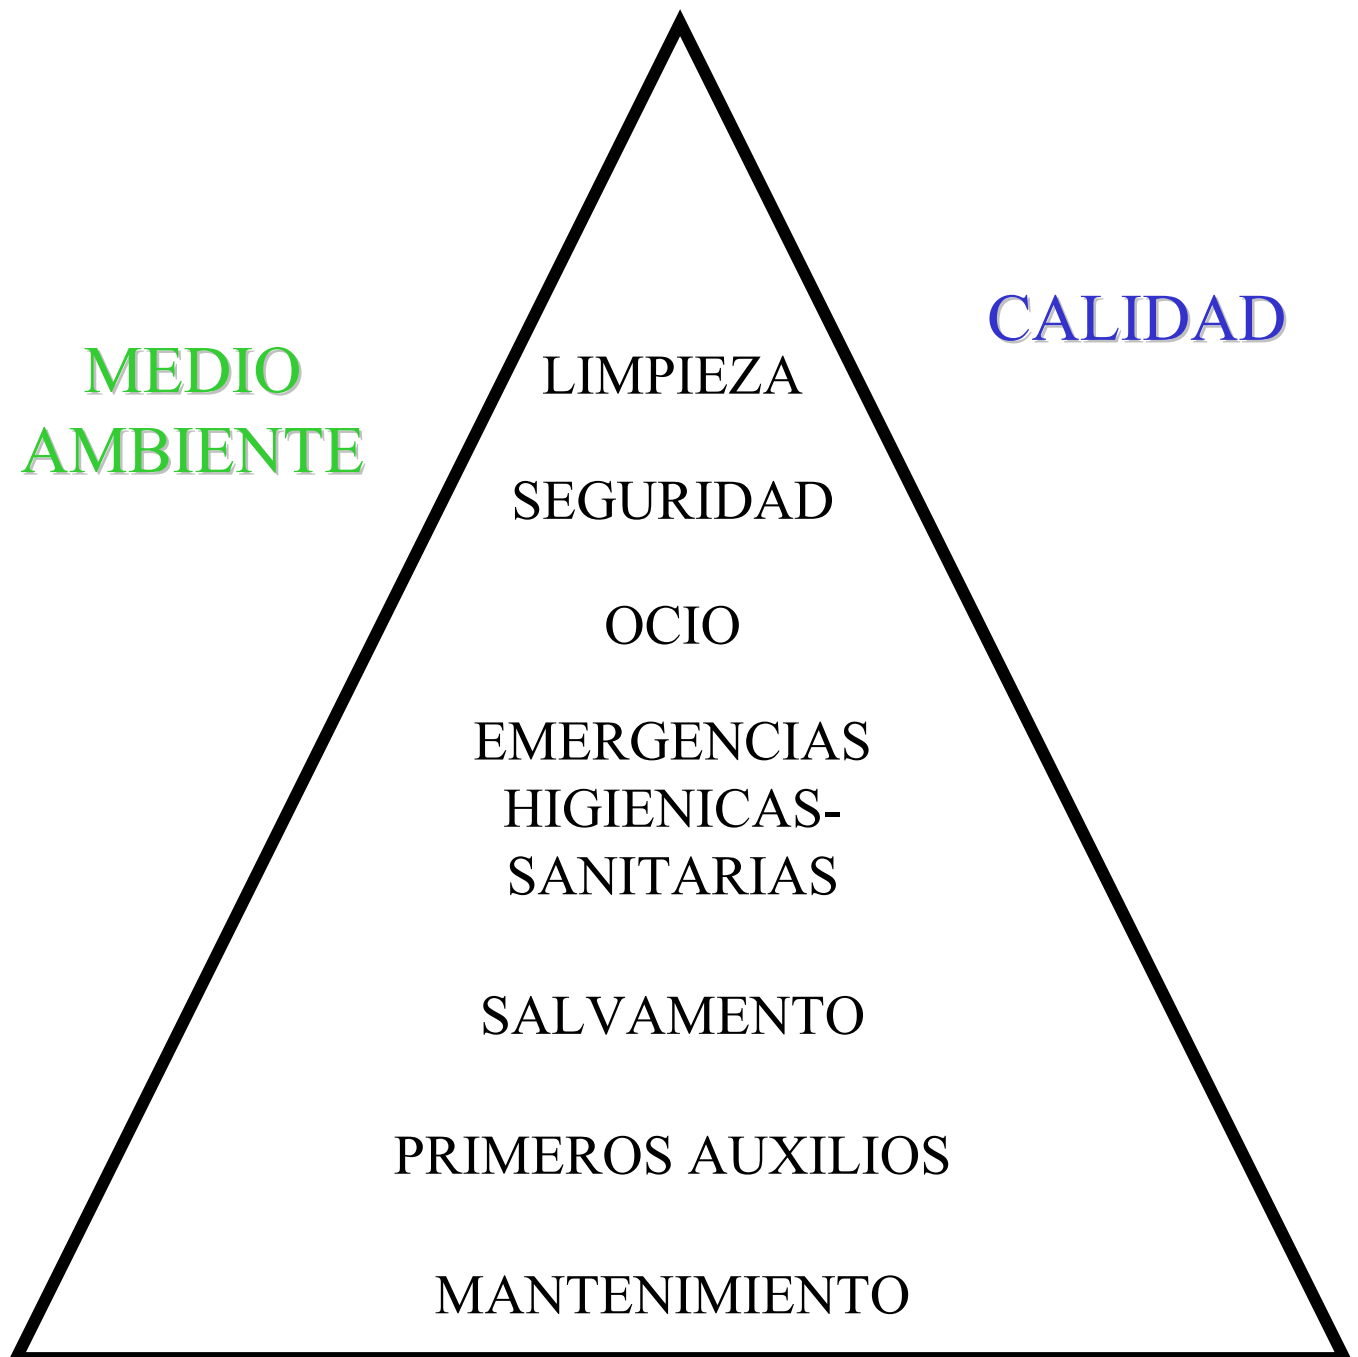 CALIDAD
MEDIO
AMBIENTE
LIMPIEZA
SEGURIDAD
OCIO
EMERGENCIAS
HIGIENICAS-
SANITARIAS
SALVAMENTO
PRIMEROS AUXILIOS
MANTENIMIENTO